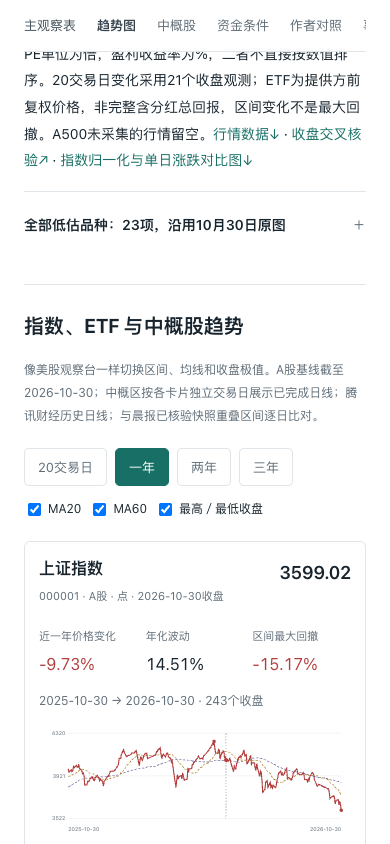 主观察表 趋势图 中概股 资金条件 作者对照
PE单位为倍，盈利收益率为%，二者不直接按数值排
序。20交易日变化采用21个收盘观测；ETF为提供方前
复权价格，非完整含分红总回报，区间变化不是最大回
撤。A500未采集的行情留空。行情数据↓ · 收盘交叉核
验↗ · 指数归一化与单日涨跌对比图↓
全部低估品种：23项，沿用10月30日原图 +
指数、ETF 与中概股趋势
像美股观察台一样切换区间、均线和收盘极值。A股基线截至
2026-10-30；中概区按各卡片独立交易日展示已完成日线；腾
讯财经历史日线；与晨报已核验快照重叠区间逐日比对。
20交易日 一年 两年 三年
MA20 MA60 最高 / 最低收盘
上证指数 3599.02
000001 · A股 · 点 · 2026-10-30收盘
近一年价格变化 年化波动 区间最大回撤
-9.73% 14.51% -15.17%
2025-10-30 → 2026-10-30 · 243个收盘
3921
3522
2025-10-30 2026-10-30